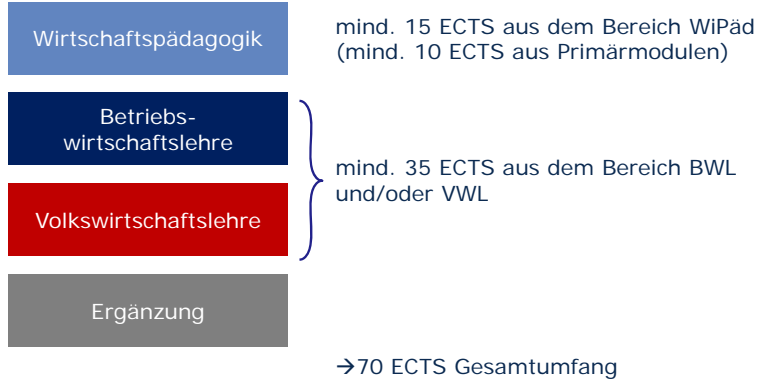 Wirtschaftspädagogik
mind. 15 ECTS aus dem Bereich WiPäd
(mind. 10 ECTS aus Primärmodulen)
Betriebs-
wirtschaftslehre
mind. 35 ECTS aus dem Bereich BWL
und/oder VWL
Volkswirtschaftslehre
Ergänzung
→70 ECTS Gesamtumfang